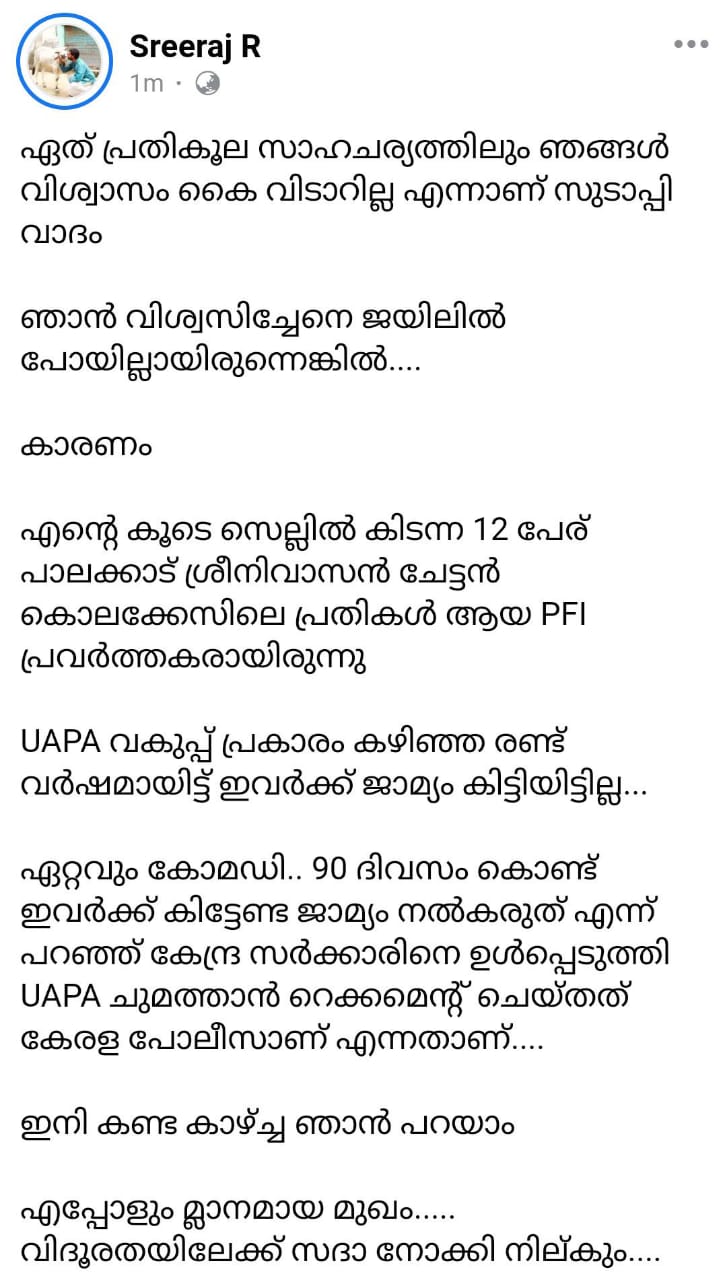 Sreeraj R
1m ·
ഏത് പ്രതികൂല സാഹചര്യത്തിലും ഞങ്ങൾ
വിശ്വാസം കൈ വിടാറില്ല എന്നാണ് സുടാപ്പി
വാദം
ഞാൻ വിശ്വസിച്ചേനെ ജയിലിൽ
പോയില്ലായിരുന്നെങ്കിൽ....
കാരണം
എന്റെ കൂടെ സെല്ലിൽ കിടന്ന 12 പേര്
പാലക്കാട് ശ്രീനിവാസൻ ചേട്ടൻ
കൊലക്കേസിലെ പ്രതികൾ ആയ PFI
പ്രവർത്തകരായിരുന്നു
UAPA വകുപ്പ് പ്രകാരം കഴിഞ്ഞ രണ്ട്
വർഷമായിട്ട് ഇവർക്ക് ജാമ്യം കിട്ടിയിട്ടില്ല...
ഏറ്റവും കോമഡി.. 90 ദിവസം കൊണ്ട്
ഇവർക്ക് കിട്ടേണ്ട ജാമ്യം നൽകരുത് എന്ന്
പറഞ്ഞ് കേന്ദ്ര സർക്കാരിനെ ഉൾപ്പെടുത്തി
UAPA ചുമത്താൻ റെക്കമെന്റ് ചെയ്തത്
കേരള പോലീസാണ് എന്നതാണ്....
ഇനി കണ്ട കാഴ്ച്ച ഞാൻ പറയാം
എപ്പോളും മ്ലാനമായ മുഖം.....
വിദൂരതയിലേക്ക് സദാ നോക്കി നില്കും....